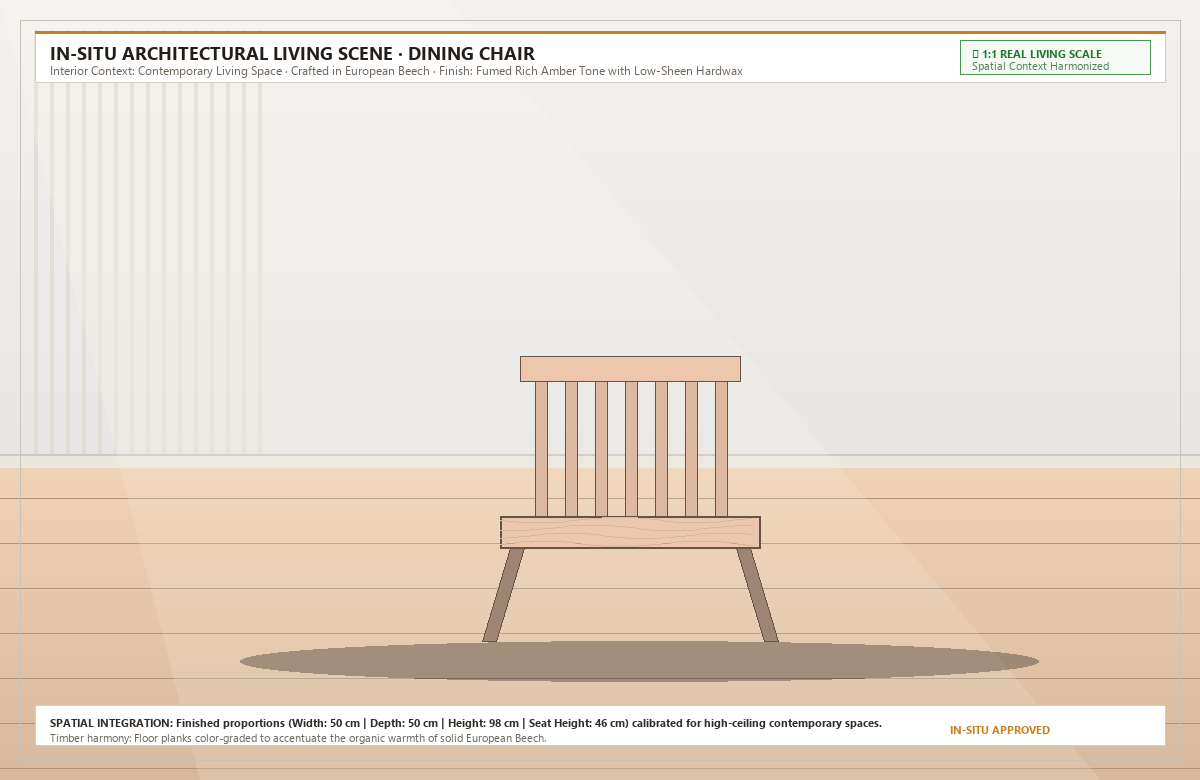 IN-SITU ARCHITECTURAL LIVING SCENE · DINING CHAIR
Interior Context: Contemporary Living Space · Crafted in European Beech · Finish: Fumed Rich Amber Tone with Low-Sheen Hardwax
1:1 REAL LIVING SCALE
Spatial Context Harmonized
SPATIAL INTEGRATION: Finished proportions (Width: 50 cm | Depth: 50 cm | Height: 98 cm | Seat Height: 46 cm) calibrated for high-ceiling contemporary spaces.
Timber harmony: Floor planks color-graded to accentuate the organic warmth of solid European Beech.
IN-SITU APPROVED